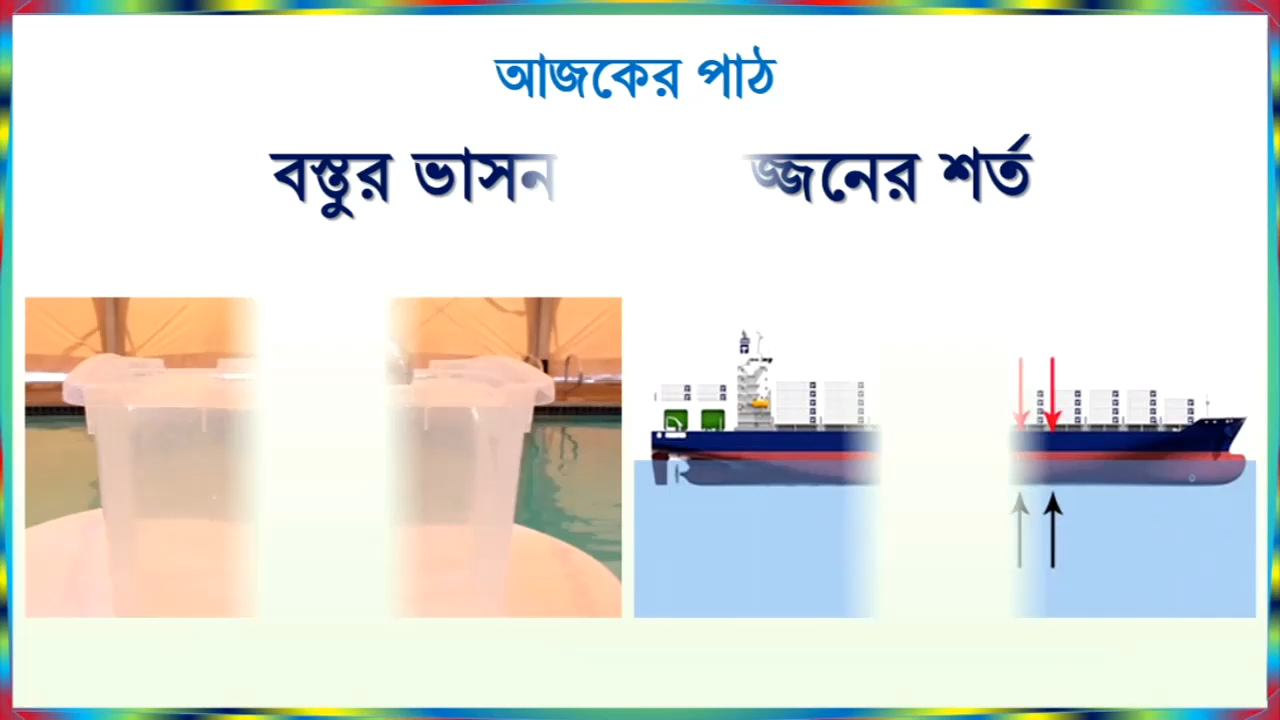 আজকের পাঠ
বস্তুর ভাসন জ্জনের শর্ত